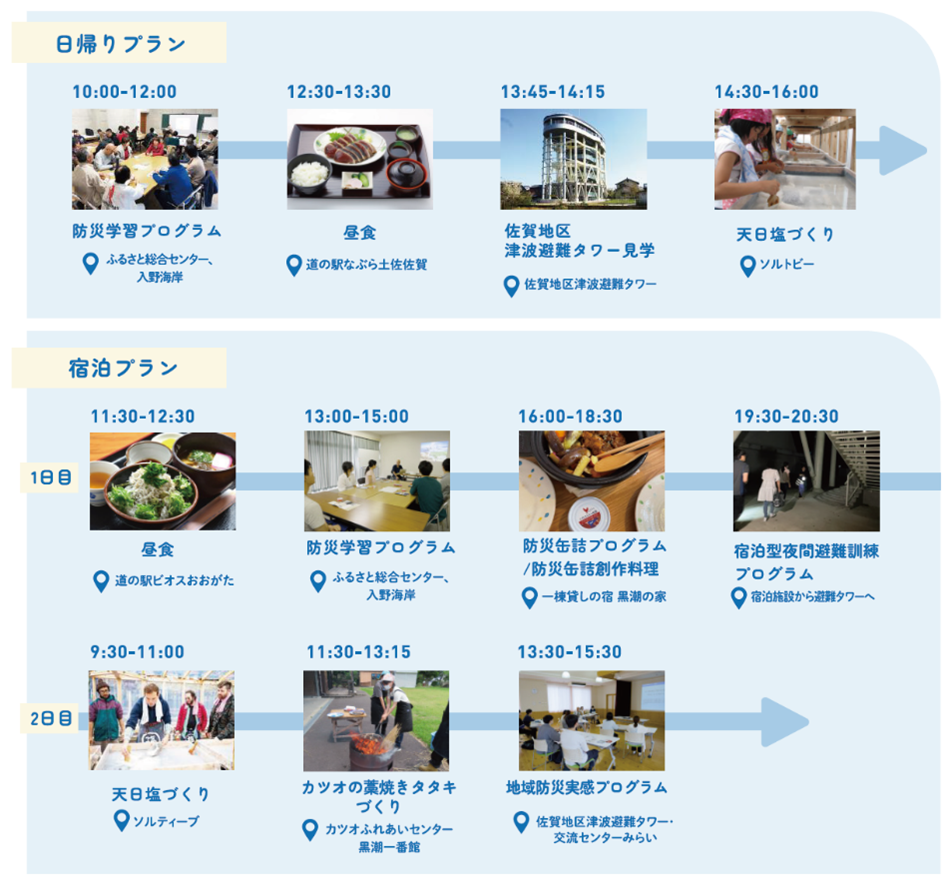 日帰りプラン
10:00-12:00
12:30-13:30
13:45-14:15
14:30-16:00
防災学習プログラム
ふるさと総合センター、
入野海岸
昼食
道の駅なぶら土佐佐賀
佐賀地区
津波避難タワー見学
佐賀地区津波避難タワー
天日塩づくり
ソルトビー
宿泊プラン
1日目
11:30-12:30
13:00-15:00
16:00-18:30
19:30-20:30
昼食
道の駅ビオスおおがた
防災学習プログラム
ふるさと総合センター、
入野海岸
防災缶詰プログラム
/防災缶詰創作料理
一棟貸しの宿 黒潮の家
宿泊型夜間避難訓練
プログラム
宿泊施設から避難タワーへ
2日目
9:30-11:00
11:30-13:15
13:30-15:30
天日塩づくり
ソルティーブ
カツオの藁焼きタタキ
づくり
カツオふれあいセンター
黒潮一番館
地域防災実感プログラム
佐賀地区津波避難タワー・
交流センターみらい